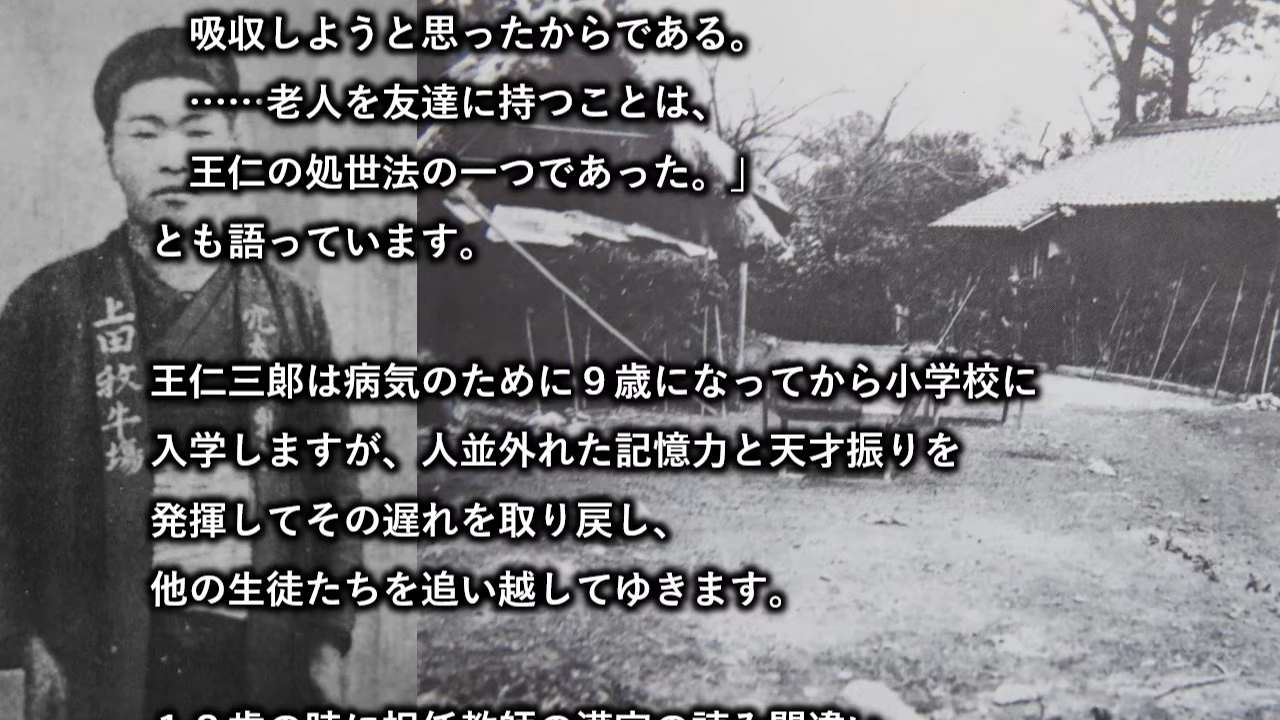 吸収しようと思ったからである。
……老人を友達に持つことは、
王仁の処世法の一つであった。」
とも語っています。
王仁三郎は病気のために９歳になってから小学校に
入学しますが、人並外れた記憶力と天才振りを
発揮してその遅れを取り戻し、
他の生徒たちを追い越してゆきます。
上田牧牛場
穴太